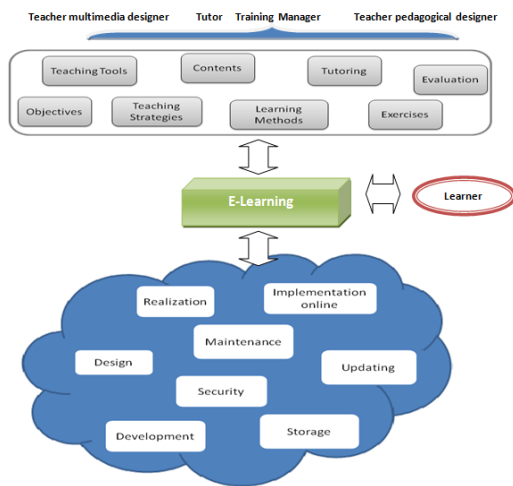 Teacher multimedia designer Tutor Training Manager Teacher pedagogical designer
Teaching Tools
Contents
Tutoring
Evaluation
Objectives
Teaching
Strategies
Learning
Methods
Exercises
E-Learning
Learner
Realization
Implementation
online
Maintenance
Design
Updating
Security
Development
Storage